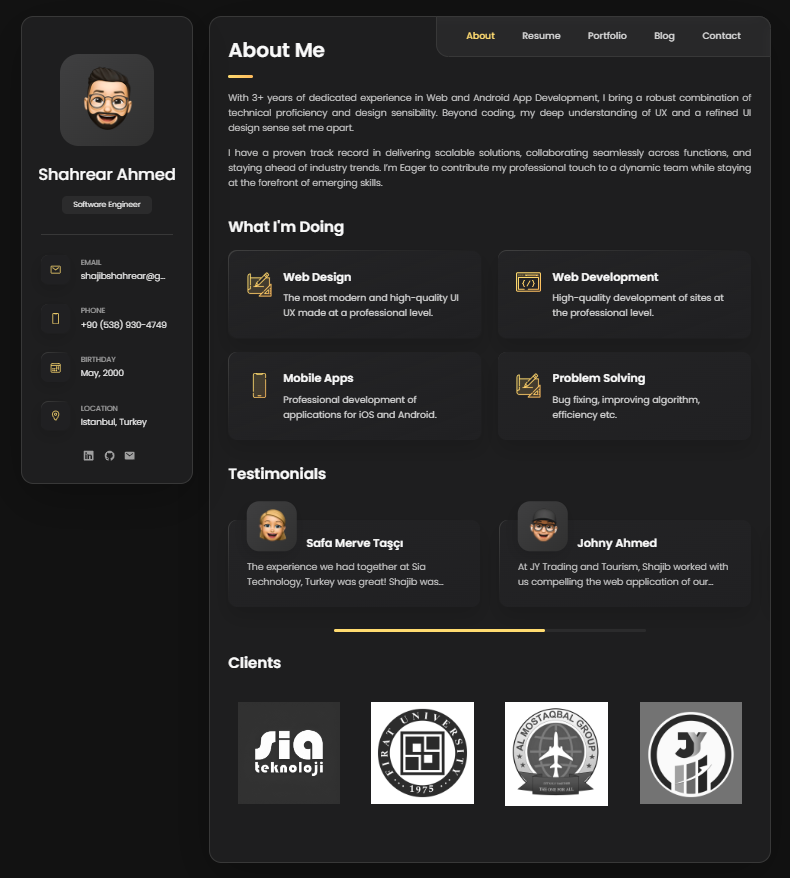 Shahrear Ahmed
Software Engineer
EMAIL
shajibshahrear@g...
PHONE
+90 (538) 930-4749
BIRTHDAY
May, 2000
LOCATION
Istanbul, Turkey
About Resume Portfolio Blog Contact
About Me
With 3+ years of dedicated experience in Web and Android App Development, I bring a robust combination of
technical proficiency and design sensibility. Beyond coding, my deep understanding of UX and a refined UI
design sense set me apart.
I have a proven track record in delivering scalable solutions, collaborating seamlessly across functions, and
staying ahead of industry trends. I'm Eager to contribute my professional touch to a dynamic team while staying
at the forefront of emerging skills.
What I'm Doing
Web Design
The most modern and high-quality UI
UX made at a professional level.
Web Development
High-quality development of sites at
the professional level.
Mobile Apps
Professional development of
applications for iOS and Android.
Problem Solving
Bug fixing, improving algorithm,
efficiency etc.
Testimonials
Safa Merve Taşçı
The experience we had together at Sia
Technology, Turkey was great! Shajib was...
Johny Ahmed
At JY Trading and Tourism, Shajib worked with
us compelling the web application of our...
Clients
sia
teknoloji
FIRAT UNIVERSITY
1975
AL MOSTAQBAL GROUP
JY